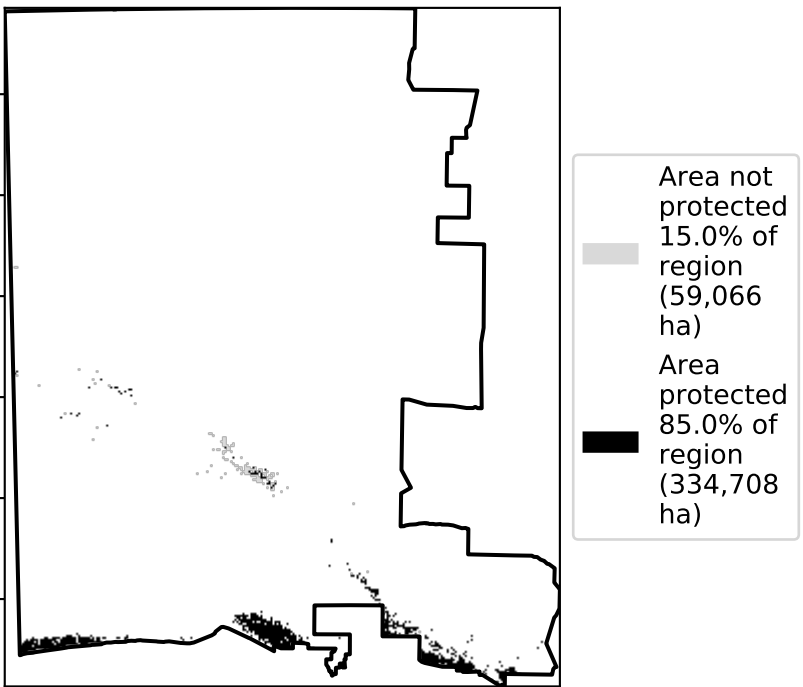 Area not
protected
15.0% of
region
(59,066
ha)
Area
protected
85.0% of
region
(334,708
ha)